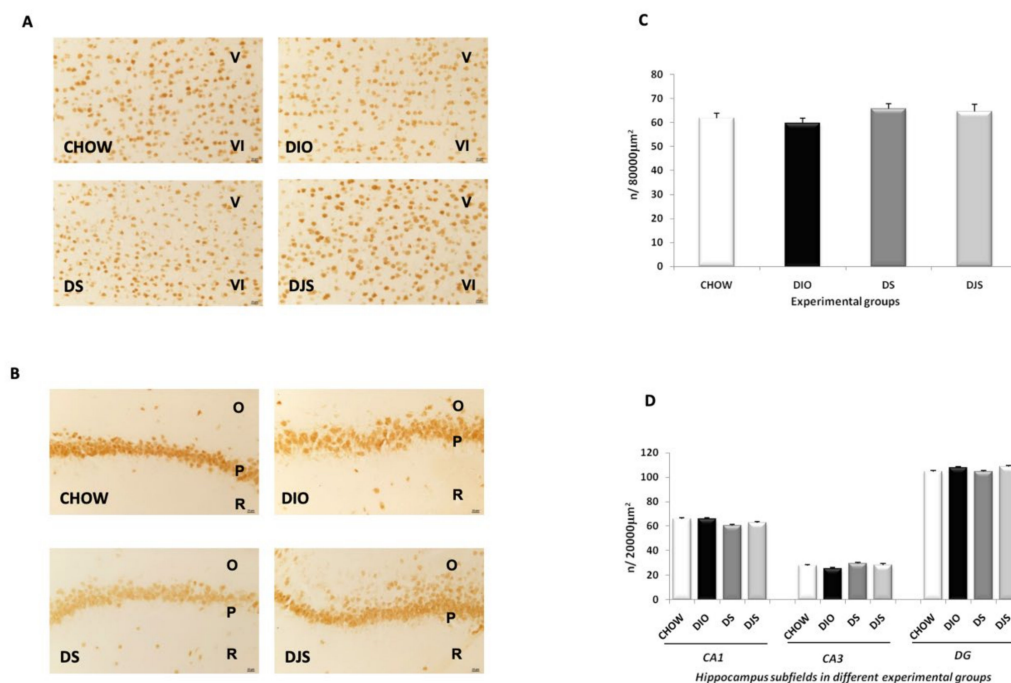 A
V
CHOW
VI
V
DIO
VI
V
DS
VI
V
DJS
VI
C
n/ 80000µm²
80
70
60
50
40
30
20
10
0
CHOW DIO DS DJS
Experimental groups
B
O
P
CHOW
R
O
P
DIO
R
O
P
DS
R
O
P
DJS
R
D
n/ 20000µm²
120
100
80
60
40
20
0
CHOW DIO DS DJS CHOW DIO DS DJS CHOW DIO DS DJS
CA1 CA3 DG
Hippocampus subfields in different experimental groups